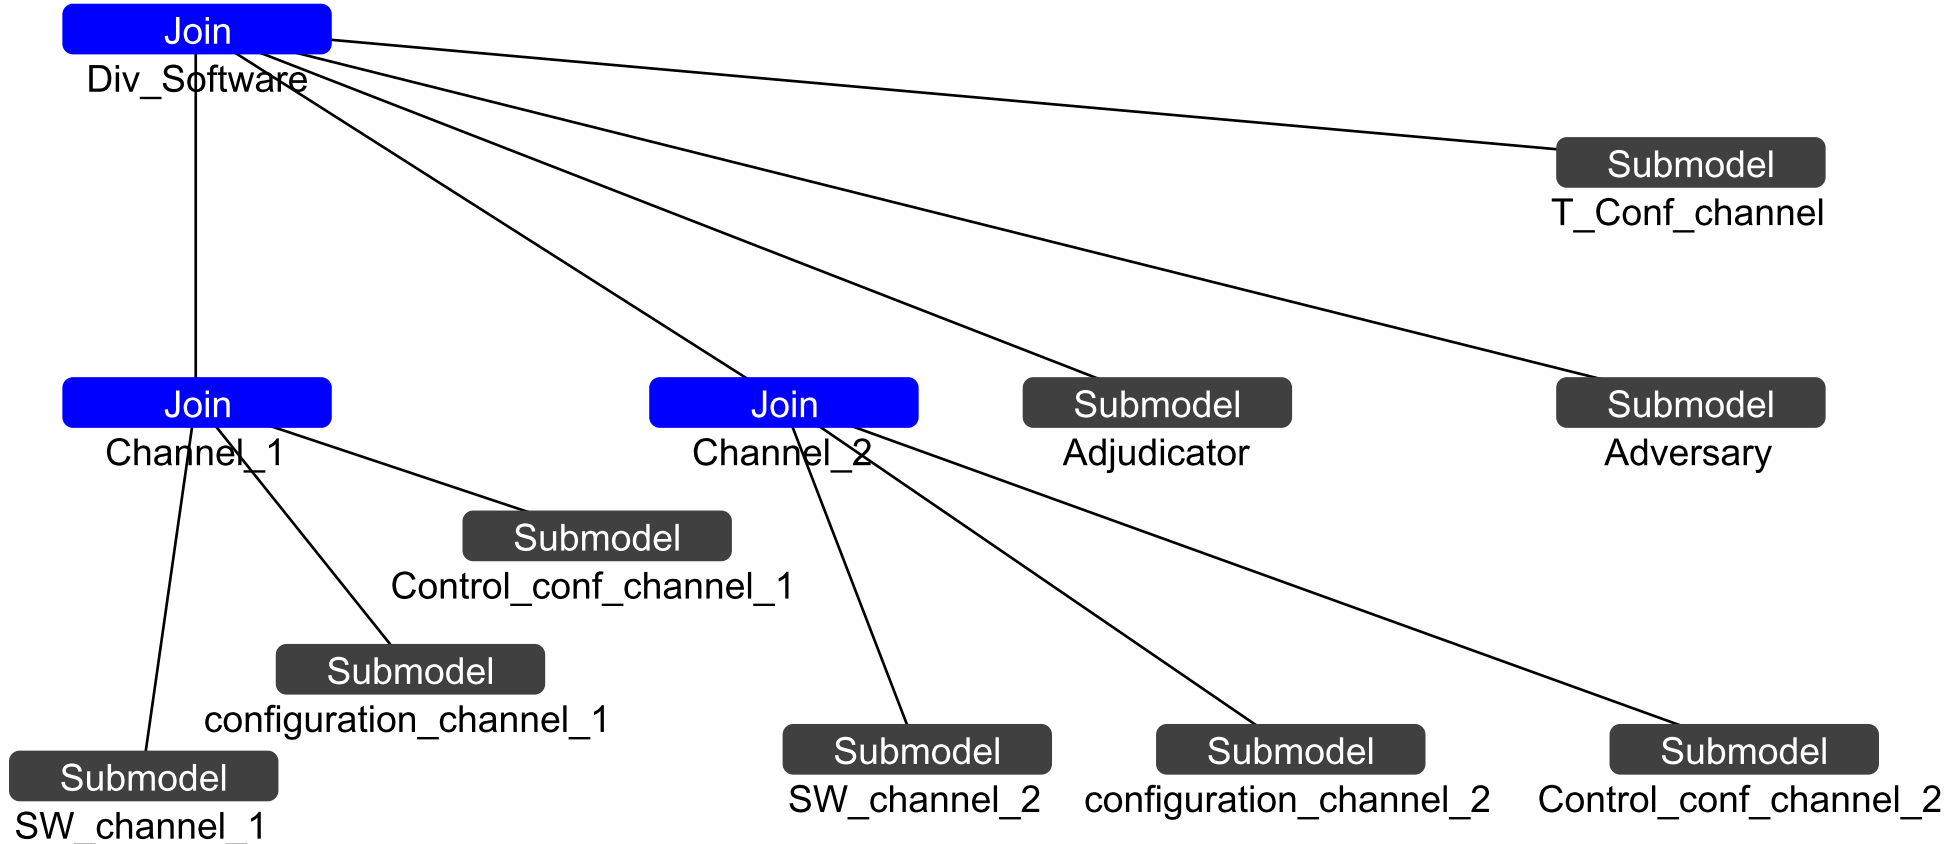 Join
Div_Software
Submodel
T_Conf_channel
Join
Channel_1
Join
Channel_2
Submodel
Adjudicator
Submodel
Adversary
Submodel
Control_conf_channel_1
Submodel
configuration_channel_1
Submodel
SW_channel_1
Submodel
SW_channel_2
Submodel
configuration_channel_2
Submodel
Control_conf_channel_2